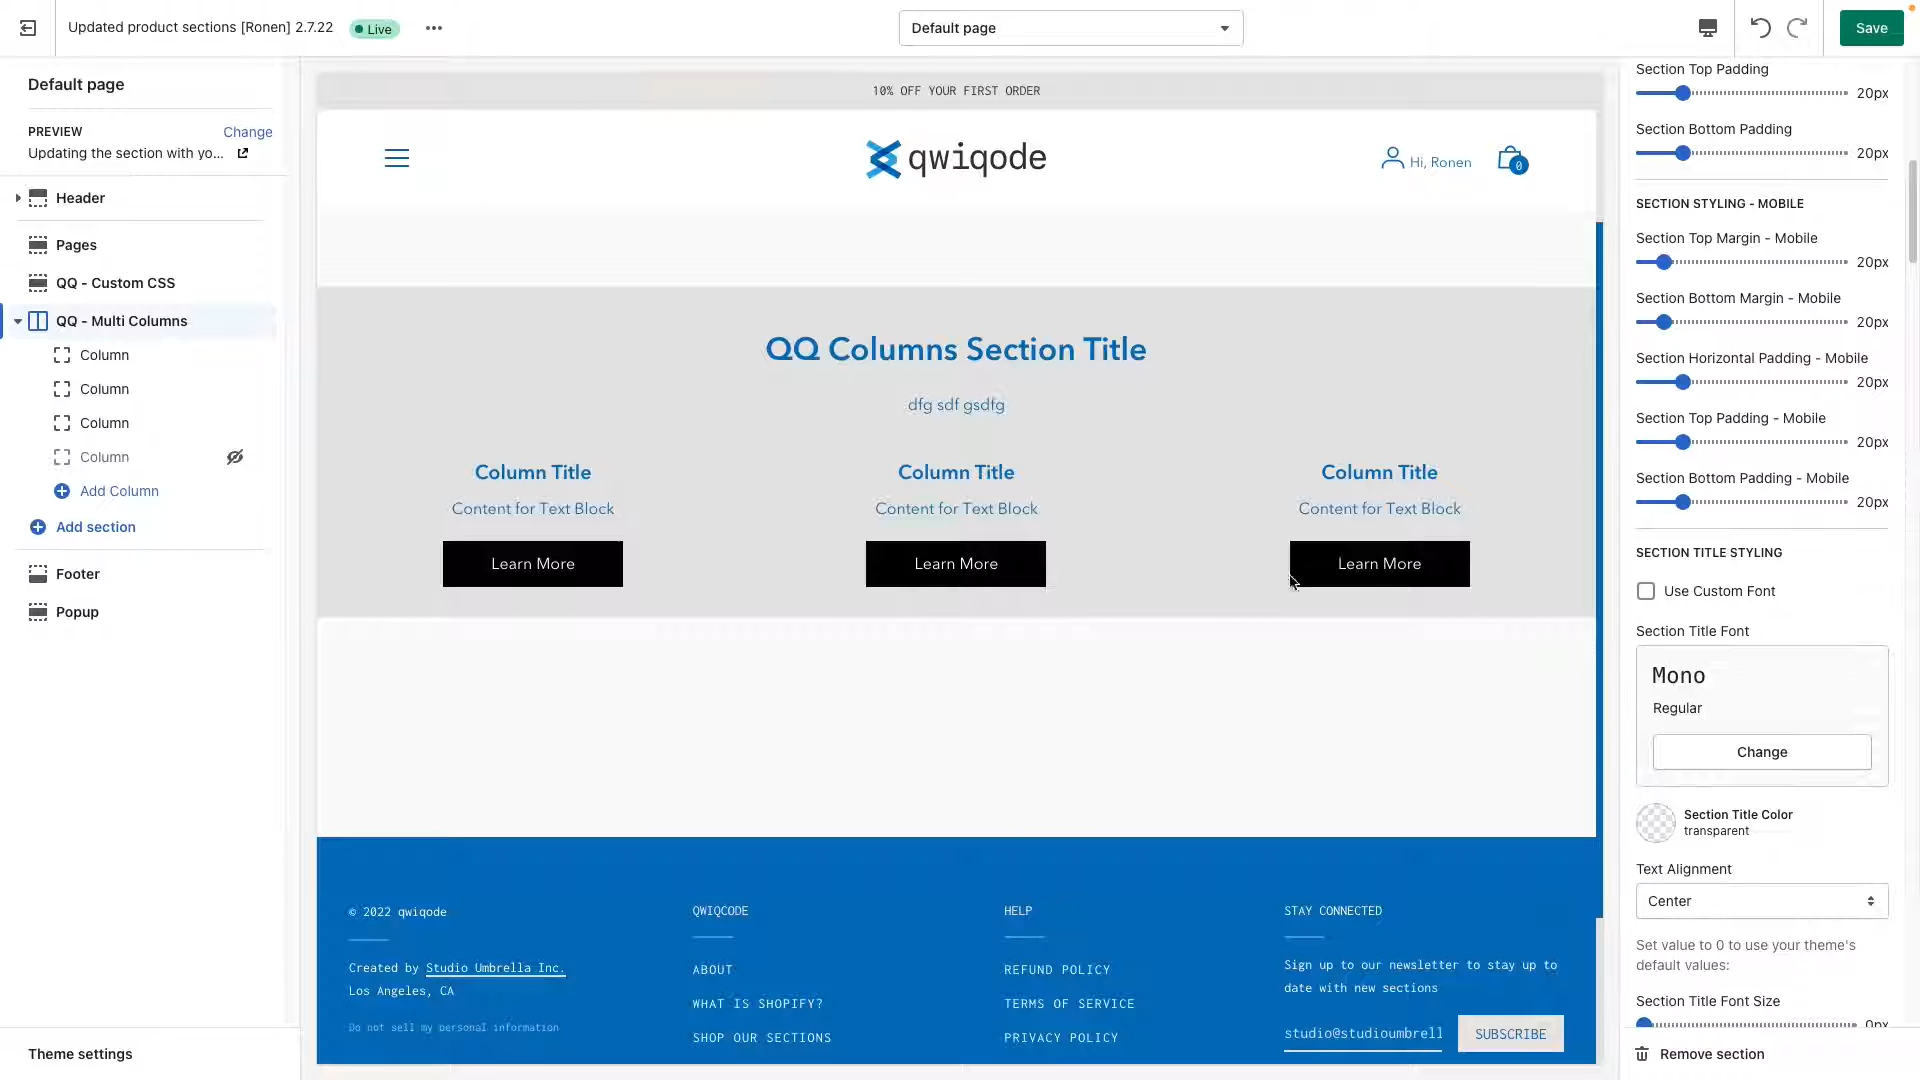 Updated product sections [Ronen] 2.7.22
Live
Default page
Save
Default page
PREVIEW
Change
Updating the section with yo...
Header
Pages
QQ - Custom CSS
QQ - Multi Columns
Column
Column
Column
Column
Add Column
Add section
Footer
Popup
Theme settings
10% OFF YOUR FIRST ORDER
qwiqode
Hi, Ronen
0
QQ Columns Section Title
dfg sdf gsdfg
Column Title
Content for Text Block
Learn More
Column Title
Content for Text Block
Learn More
Column Title
Content for Text Block
Learn More
© 2022 qwiqode
Created by Studio Umbrella Inc.
Los Angeles, CA
Do not sell my personal information
QWIQCODE
ABOUT
WHAT IS SHOPIFY?
SHOP OUR SECTIONS
HELP
REFUND POLICY
TERMS OF SERVICE
PRIVACY POLICY
STAY CONNECTED
Sign up to our newsletter to stay up to
date with new sections
studio@studioumbrell
SUBSCRIBE
Section Top Padding
20px
Section Bottom Padding
20px
SECTION STYLING - MOBILE
Section Top Margin - Mobile
20px
Section Bottom Margin - Mobile
20px
Section Horizontal Padding - Mobile
20px
Section Top Padding - Mobile
20px
Section Bottom Padding - Mobile
20px
SECTION TITLE STYLING
Use Custom Font
Section Title Font
Mono
Regular
Change
Section Title Color
transparent
Text Alignment
Center
Set value to 0 to use your theme's
default values:
Section Title Font Size
0px
Remove section